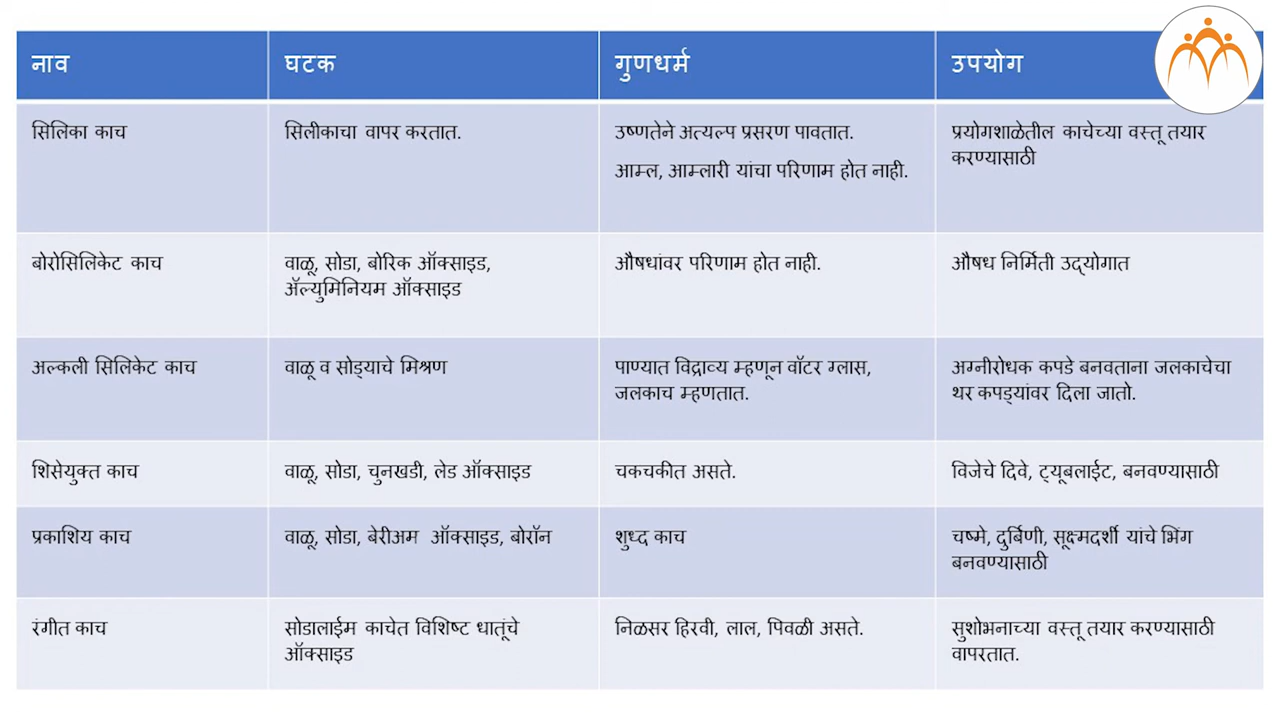 नाव
घटक
गुणधर्म
उपयोग
सिलिका काच
सिलीकाचा वापर करतात.
उष्णतेने अत्यल्प प्रसरण पावतात.
आम्ल, आम्लारी यांचा परिणाम होत नाही.
प्रयोगशाळेतील काचेच्या वस्तू तयार
करण्यासाठी
बोरोसिलिकेट काच
वाळू, सोडा, बोरिक ऑक्साइड,
ॲल्युमिनियम ऑक्साइड
औषधांवर परिणाम होत नाही.
औषध निर्मिती उद्‌योगात
अल्कली सिलिकेट काच
वाळू व सोड्याचे मिश्रण
पाण्यात विद्राव्य म्हणून वॉटर ग्लास,
जलकाच म्हणतात.
अग्नीरोधक कपडे बनवताना जलकाचेचा
थर कपड्यांवर दिला जातो.
शिसेयुक्त काच
वाळू, सोडा, चुनखडी, लेड ऑक्साइड
चकचकीत असते.
विजेचे दिवे, ट्यूबलाईट, बनवण्यासाठी
प्रकाशिय काच
वाळू, सोडा, बेरीअम ऑक्साइड, बोरॉन
शुध्द काच
चष्मे, दुर्बिणी, सूक्ष्मदर्शी यांचे भिंग
बनवण्यासाठी
रंगीत काच
सोडालाईम काचेत विशिष्ट धातूंचे
ऑक्साइड
निळसर हिरवी, लाल, पिवळी असते.
सुशोभनाच्या वस्तू तयार करण्यासाठी
वापरतात.